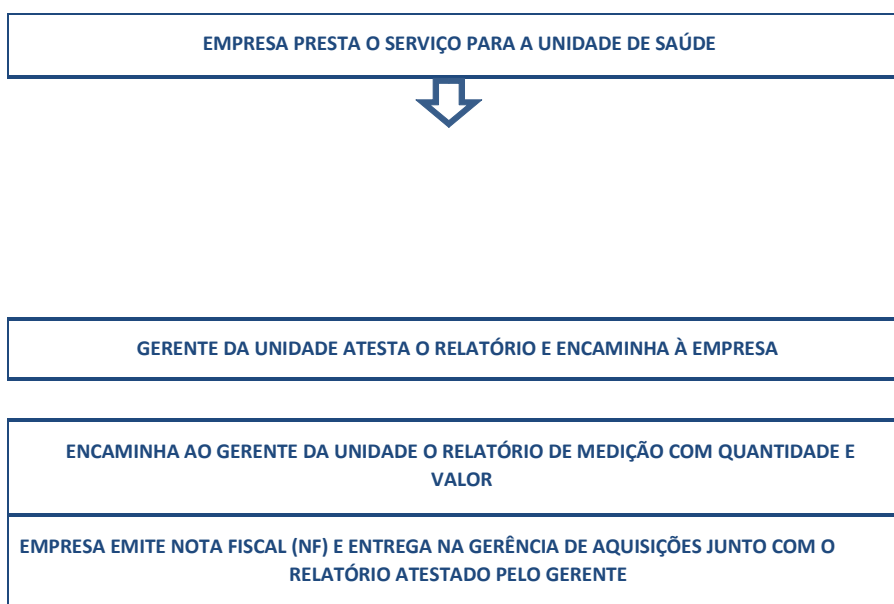 EMPRESA PRESTA O SERVIÇO PARA A UNIDADE DE SAÚDE
GERENTE DA UNIDADE ATESTA O RELATÓRIO E ENCAMINHA À EMPRESA
ENCAMINHA AO GERENTE DA UNIDADE O RELATÓRIO DE MEDIÇÃO COM QUANTIDADE E
VALOR
EMPRESA EMITE NOTA FISCAL (NF) E ENTREGA NA GERÊNCIA DE AQUISIÇÕES JUNTO COM O
RELATÓRIO ATESTADO PELO GERENTE